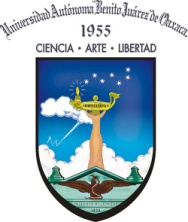 Universidad Autónoma "Benito Juárez" de Oaxaca.
1955
CIENCIA • ARTE • LIBERTAD